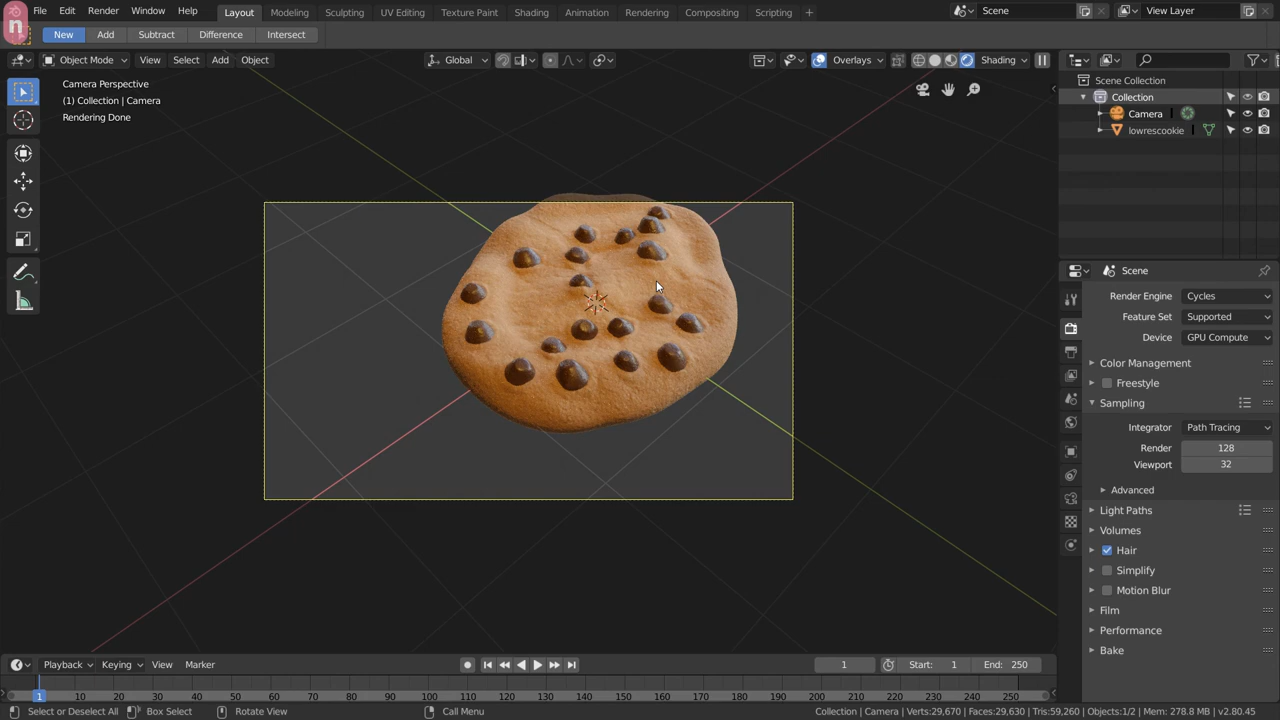 File Edit Render Window Help Layout Modeling Sculpting UV Editing Texture Paint Shading Animation Rendering Compositing Scripting + Scene View Layer
n
New Add Subtract Difference Intersect
Object Mode View Select Add Object Global Overlays Shading
Camera Perspective
(1) Collection | Camera
Rendering Done
Scene Collection
Collection
Camera
lowrescookie
Scene
Render Engine Cycles
Feature Set Supported
Device GPU Compute
Color Management
Freestyle
Sampling
Integrator Path Tracing
Render 128
Viewport 32
Advanced
Light Paths
Volumes
Hair
Simplify
Motion Blur
Film
Performance
Bake
Playback Keying View Marker 1 Start: 1 End: 250
1 10 20 30 40 50 60 70 80 90 100 110 120 130 140 150 160 170 180 190 200 210 220 230 240 250
Select or Deselect All Box Select Rotate View Call Menu Collection | Camera | Verts:29,670 | Faces:29,630 | Tris:59,260 | Objects:1/2 | Mem: 278.8 MB | v2.80.45